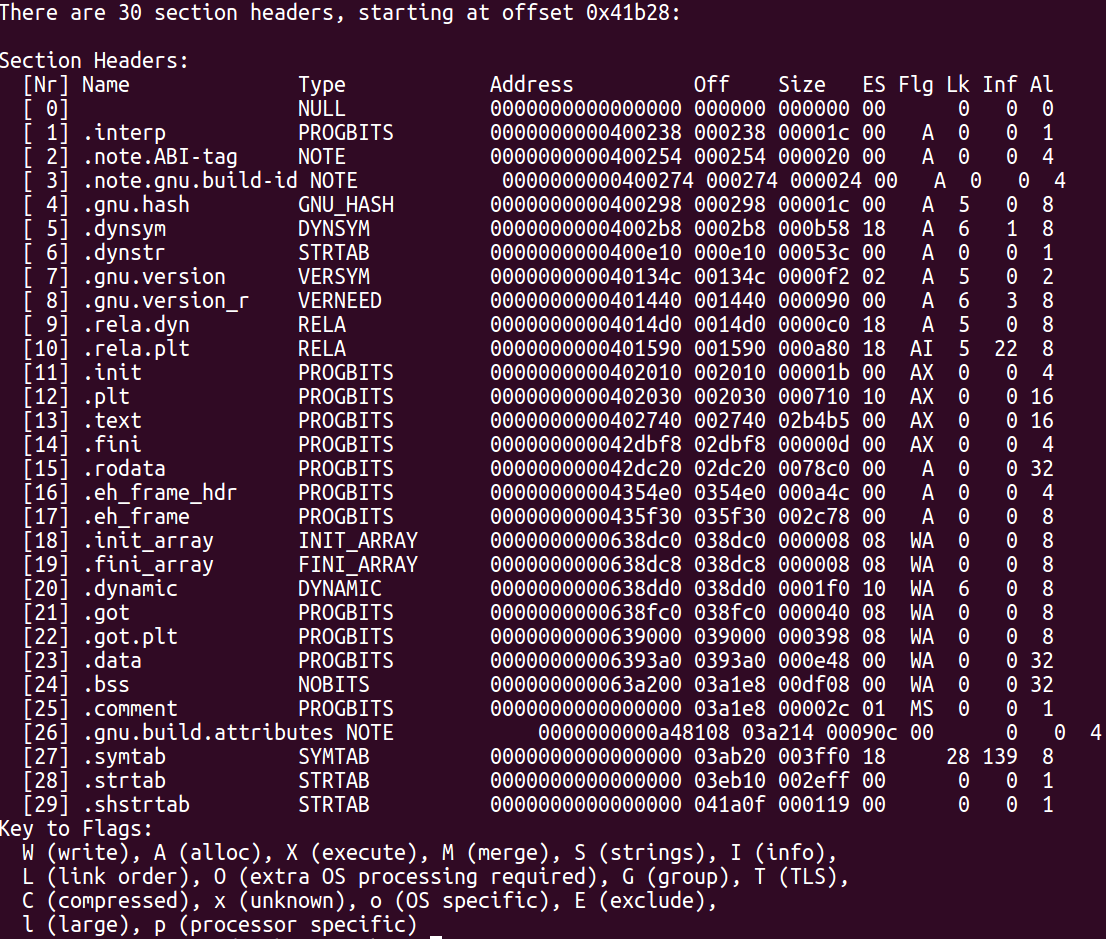 There are 30 section headers, starting at offset 0x41b28:
Section Headers:
[Nr] Name Type Address Off Size ES Flg Lk Inf Al
[ 0] NULL 0000000000000000 000000 000000 00 0 0 0
[ 1] .interp PROGBITS 0000000000400238 000238 00001c 00 A 0 0 1
[ 2] .note.ABI-tag NOTE 0000000000400254 000254 000020 00 A 0 0 4
[ 3] .note.gnu.build-id NOTE 0000000000400274 000274 000024 00 A 0 0 4
[ 4] .gnu.hash GNU_HASH 0000000000400298 000298 00001c 00 A 5 0 8
[ 5] .dynsym DYNSYM 00000000004002b8 0002b8 000b58 18 A 6 1 8
[ 6] .dynstr STRTAB 0000000000400e10 000e10 00053c 00 A 0 0 1
[ 7] .gnu.version VERSYM 000000000040134c 00134c 0000f2 02 A 5 0 2
[ 8] .gnu.version_r VERNEED 0000000000401440 001440 000090 00 A 6 3 8
[ 9] .rela.dyn RELA 00000000004014d0 0014d0 0000c0 18 A 5 0 8
[10] .rela.plt RELA 0000000000401590 001590 000a80 18 AI 5 22 8
[11] .init PROGBITS 0000000000402010 002010 00001b 00 AX 0 0 4
[12] .plt PROGBITS 0000000000402030 002030 000710 10 AX 0 0 16
[13] .text PROGBITS 0000000000402740 002740 02b4b5 00 AX 0 0 16
[14] .fini PROGBITS 000000000042dbf8 02dbf8 00000d 00 AX 0 0 4
[15] .rodata PROGBITS 000000000042dc20 02dc20 0078c0 00 A 0 0 32
[16] .eh_frame_hdr PROGBITS 00000000004354e0 0354e0 000a4c 00 A 0 0 4
[17] .eh_frame PROGBITS 0000000000435f30 035f30 002c78 00 A 0 0 8
[18] .init_array INIT_ARRAY 0000000000638dc0 038dc0 000008 08 WA 0 0 8
[19] .fini_array FINI_ARRAY 0000000000638dc8 038dc8 000008 08 WA 0 0 8
[20] .dynamic DYNAMIC 0000000000638dd0 038dd0 0001f0 10 WA 6 0 8
[21] .got PROGBITS 0000000000638fc0 038fc0 000040 08 WA 0 0 8
[22] .got.plt PROGBITS 0000000000639000 039000 000398 08 WA 0 0 8
[23] .data PROGBITS 00000000006393a0 0393a0 000e48 00 WA 0 0 32
[24] .bss NOBITS 000000000063a200 03a1e8 00df08 00 WA 0 0 32
[25] .comment PROGBITS 0000000000000000 03a1e8 00002c 01 MS 0 0 1
[26] .gnu.build.attributes NOTE 0000000000a48108 03a214 00090c 00 0 0 4
[27] .symtab SYMTAB 0000000000000000 03ab20 003ff0 18 28 139 8
[28] .strtab STRTAB 0000000000000000 03eb10 002eff 00 0 0 1
[29] .shstrtab STRTAB 0000000000000000 041a0f 000119 00 0 0 1
Key to Flags:
W (write), A (alloc), X (execute), M (merge), S (strings), I (info),
L (link order), O (extra OS processing required), G (group), T (TLS),
C (compressed), x (unknown), o (OS specific), E (exclude),
l (large), p (processor specific)